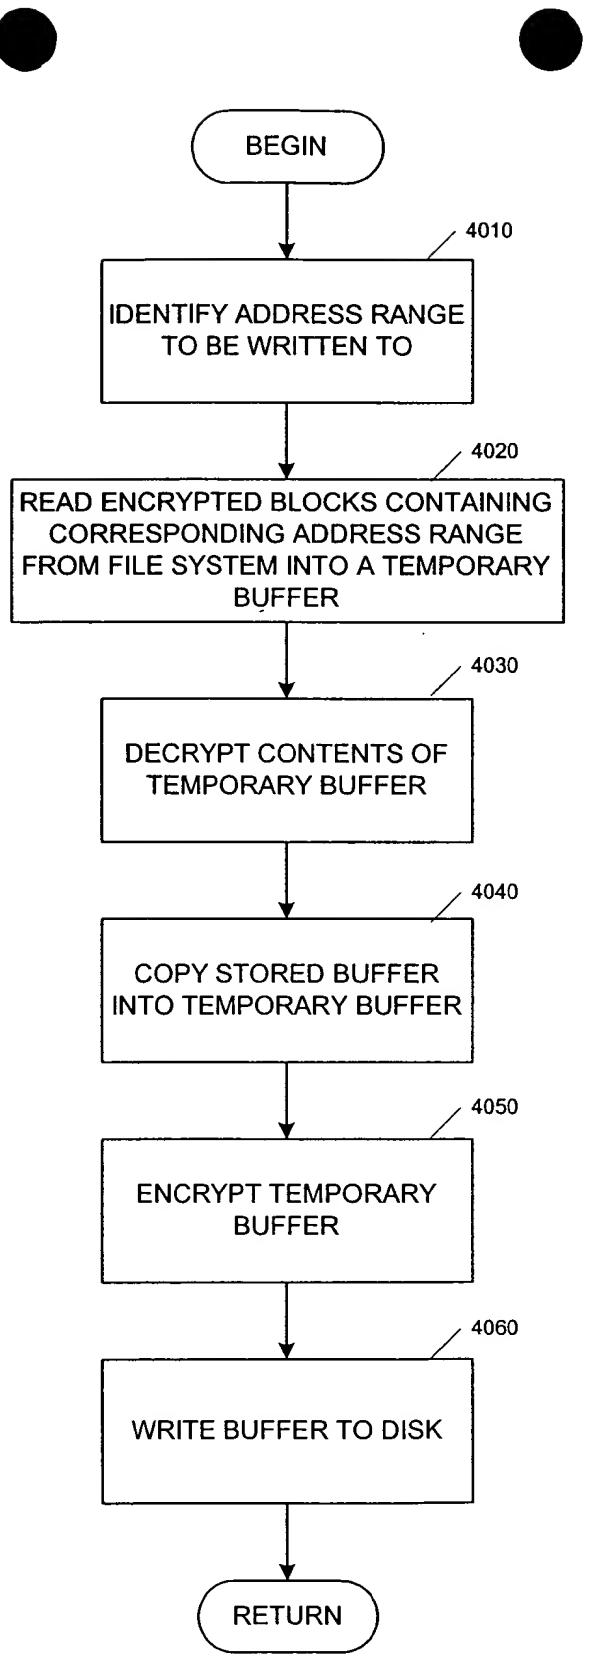 BEGIN
4010
IDENTIFY ADDRESS RANGE
TO BE WRITTEN TO
4020
READ ENCRYPTED BLOCKS CONTAINING
CORRESPONDING ADDRESS RANGE
FROM FILE SYSTEM INTO A TEMPORARY
BUFFER
4030
DECRYPT CONTENTS OF
TEMPORARY BUFFER
4040
COPY STORED BUFFER
INTO TEMPORARY BUFFER
4050
ENCRYPT TEMPORARY
BUFFER
4060
WRITE BUFFER TO DISK
RETURN